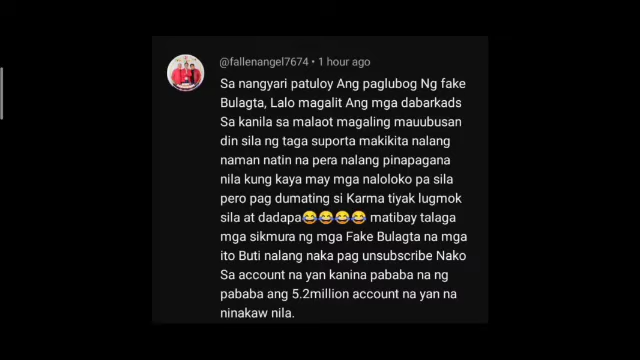 @fallenangel7674 • 1 hour ago
Sa nangyari patuloy Ang paglubog Ng fake
Bulagta, Lalo magalit Ang mga dabarkads
Sa kanila sa malaot magaling mauubusan
din sila ng taga suporta makikita nalang
naman natin na pera nalang pinapagana
nila kung kaya may mga naloloko pa sila
pero pag dumating si Karma tiyak lugmok
sila at dadapa😂😂😂😂 matibay talaga
mga sikmura ng mga Fake Bulagta na mga
ito Buti nalang naka pag unsubscribe Nako
Sa account na yan kanina pababa na ng
pababa ang 5.2million account na yan na
ninakaw nila.